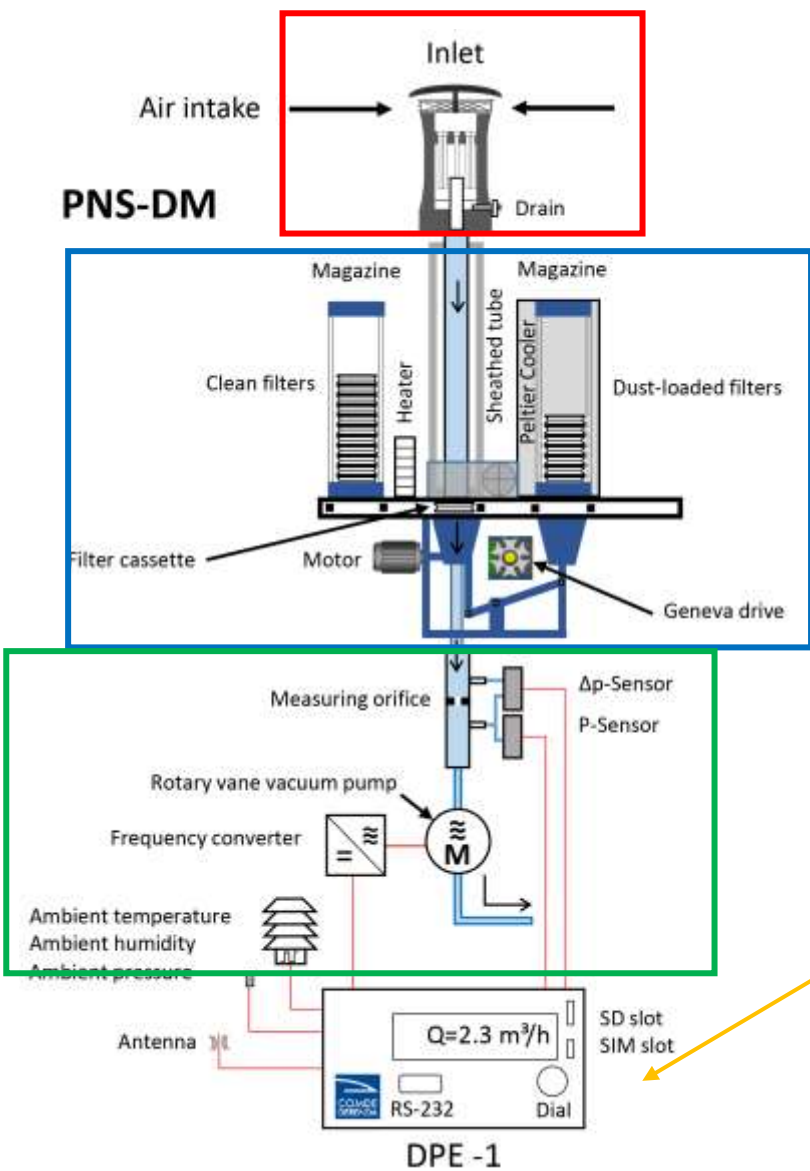 Inlet
Air intake
PNS-DM
Drain
Magazine
Magazine
Clean filters
Heater
Sheathed tube
Peltier Cooler
Dust-loaded filters
Filter cassette
Motor
Geneva drive
Measuring orifice
Δp-Sensor
P-Sensor
Rotary vane vacuum pump
Frequency converter
=
M
Ambient temperature
Ambient humidity
Ambient pressure
Antenna
Q=2.3 m³/h
SD slot
SIM slot
COMDE
DERENDA
RS-232
Dial
DPE -1